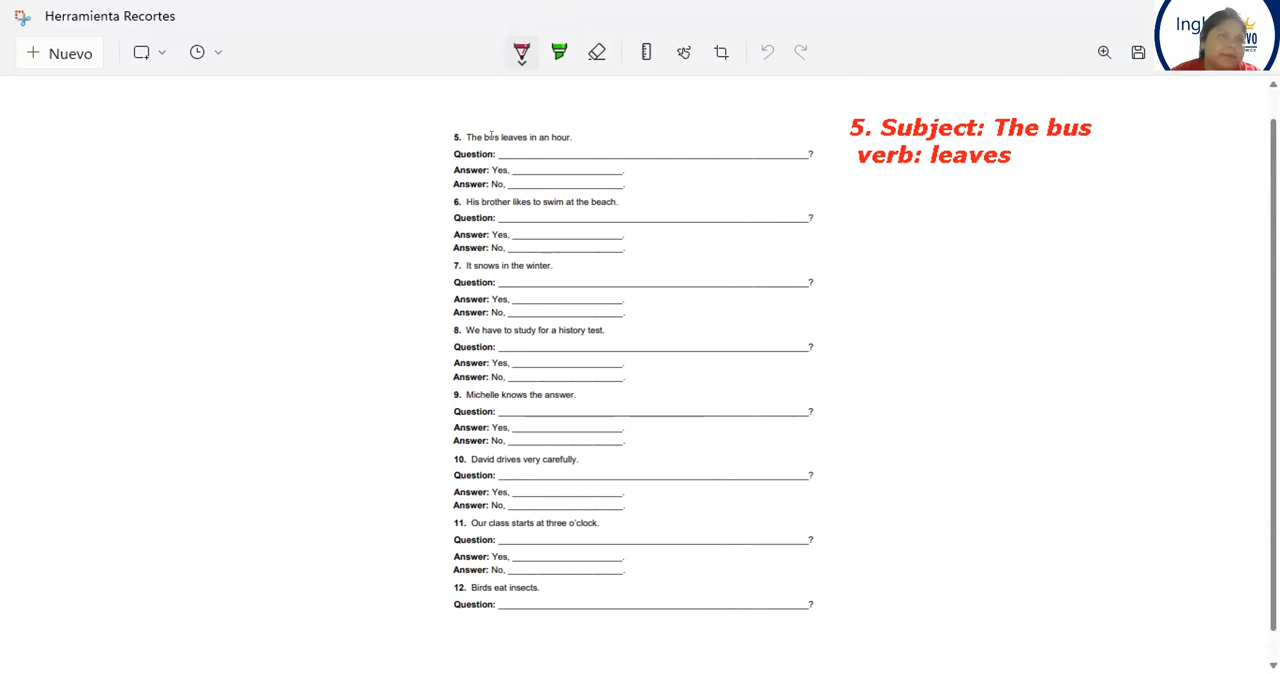 Herramienta Recortes
Nuevo
Ingl
VO
5. The bus leaves in an hour.
Question: ?
Answer: Yes, .
Answer: No, .
6. His brother likes to swim at the beach.
Question: ?
Answer: Yes, .
Answer: No, .
7. It snows in the winter.
Question: ?
Answer: Yes, .
Answer: No, .
8. We have to study for a history test.
Question: ?
Answer: Yes, .
Answer: No, .
9. Michelle knows the answer.
Question: ?
Answer: Yes, .
Answer: No, .
10. David drives very carefully.
Question: ?
Answer: Yes, .
Answer: No, .
11. Our class starts at three o'clock.
Question: ?
Answer: Yes, .
Answer: No, .
12. Birds eat insects.
Question: ?
5. Subject: The bus
verb: leaves